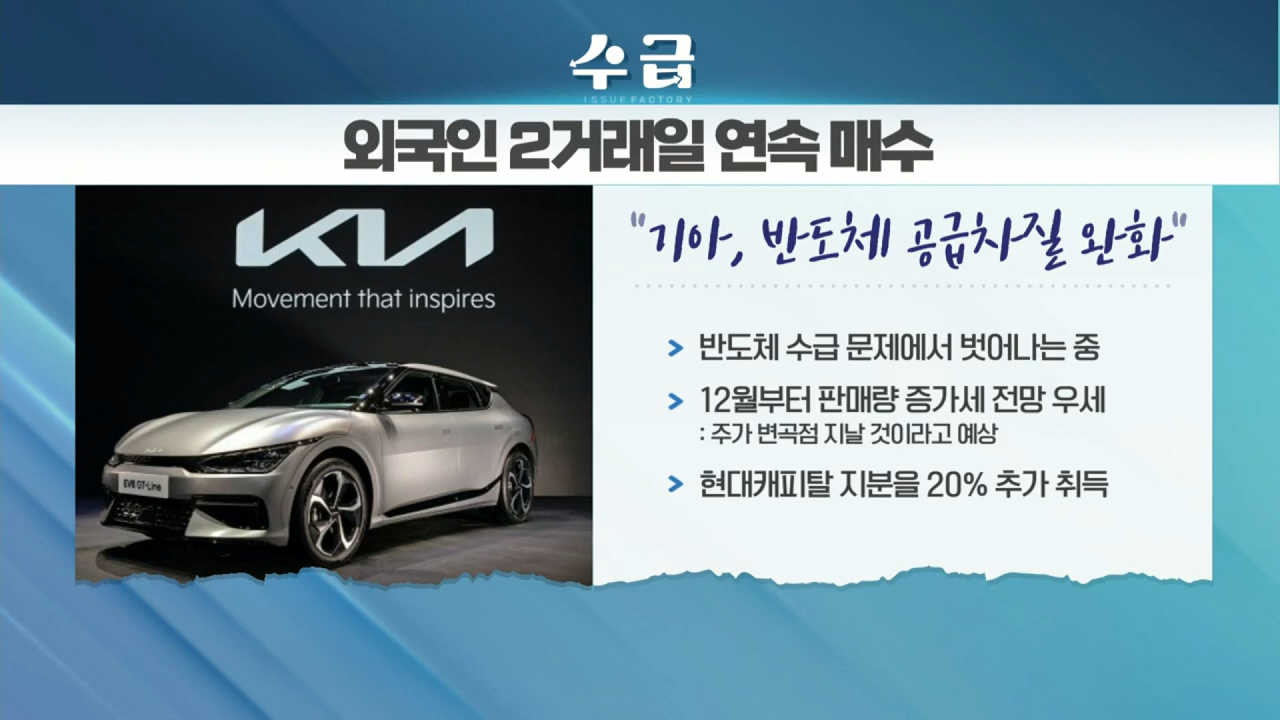 수급
ISSUE FACTORY
외국인 2거래일 연속 매수
KIA
Movement that inspires
EV6 GT-Line
"기아, 반도체 공급차질 완화"
> 반도체 수급 문제에서 벗어나는 중
> 12월부터 판매량 증가세 전망 우세
: 주가 변곡점 지날 것이라고 예상
> 현대캐피탈 지분을 20% 추가 취득